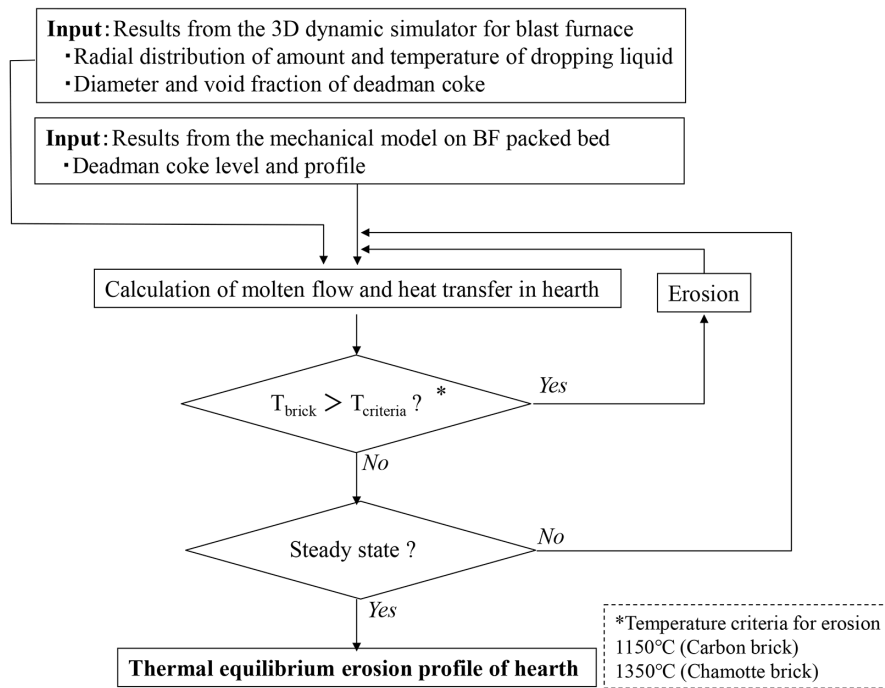 Input:Results from the 3D dynamic simulator for blast furnace
・Radial distribution of amount and temperature of dropping liquid
・Diameter and void fraction of deadman coke
Input:Results from the mechanical model on BF packed bed
・Deadman coke level and profile
Calculation of molten flow and heat transfer in hearth
Erosion
Tbrick > Tcriteria ? *
Yes
No
Steady state ?
No
Yes
Thermal equilibrium erosion profile of hearth
*Temperature criteria for erosion
1150℃ (Carbon brick)
1350℃ (Chamotte brick)